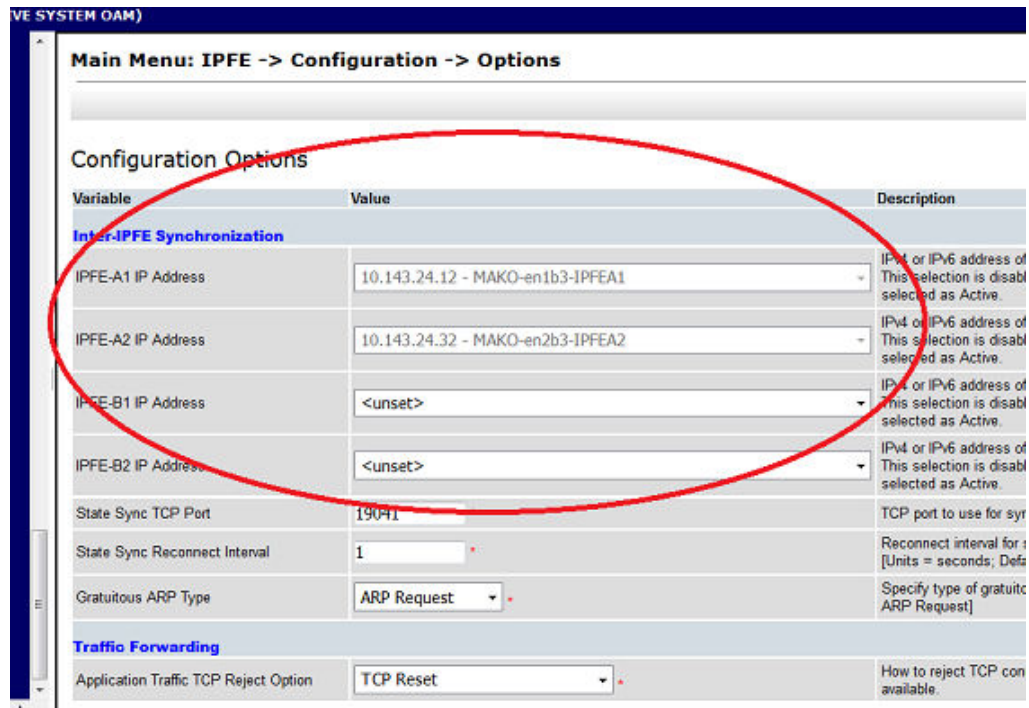 VE SYSTEM OAM)
Main Menu: IPFE -> Configuration -> Options
Configuration Options
Variable Value Description
Inter-IPFE Synchronization
IPFE-A1 IP Address 10.143.24.12 - MAKO-en1b3-IPFEA1 IPv4 or IPv6 address of
This selection is disabl
selected as Active.
IPFE-A2 IP Address 10.143.24.32 - MAKO-en2b3-IPFEA2 IPv4 or IPv6 address of
This selection is disabl
selected as Active.
IPFE-B1 IP Address <unset> IPv4 or IPv6 address of
This selection is disabl
selected as Active.
IPFE-B2 IP Address <unset> IPv4 or IPv6 address of
This selection is disabl
selected as Active.
State Sync TCP Port 19041 TCP port to use for syn
State Sync Reconnect Interval 1 * Reconnect interval for s
[Units = seconds; Defa
Gratuitous ARP Type ARP Request * Specify type of gratuito
ARP Request]
Traffic Forwarding
Application Traffic TCP Reject Option TCP Reset * How to reject TCP con
available.